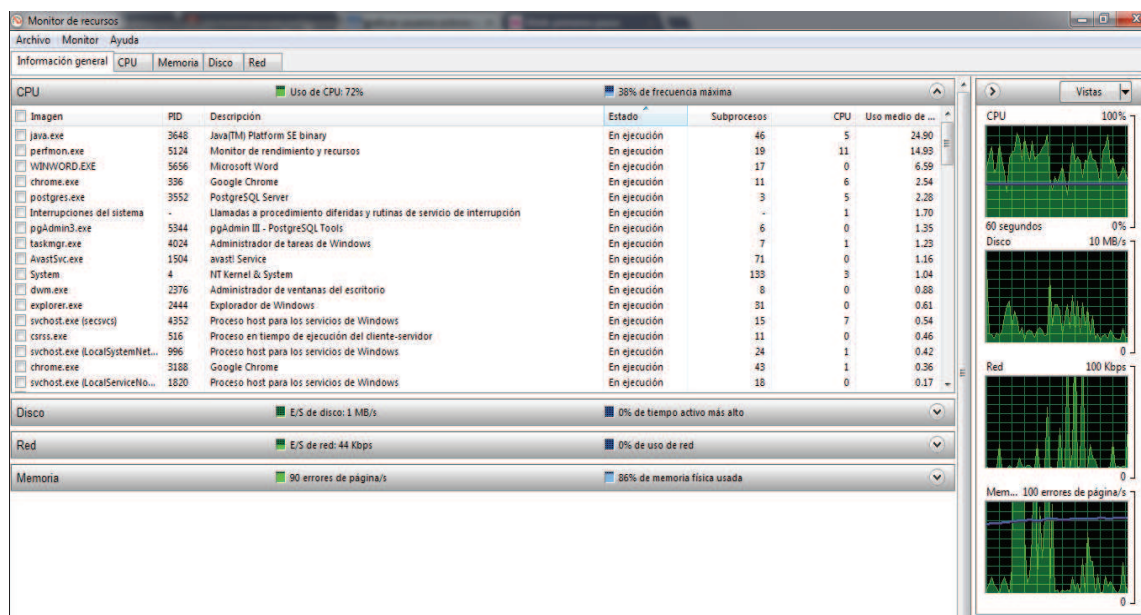 Monitor de recursos
Archivo Monitor Ayuda
Información general CPU Memoria Disco Red
CPU Uso de CPU: 72% 38% de frecuencia máxima
Imagen PID Descripción Estado Subprocesos CPU Uso medio de ...
java.exe 3648 Java(TM) Platform SE binary En ejecución 46 5 24.90
perfmon.exe 5124 Monitor de rendimiento y recursos En ejecución 19 11 14.93
WINWORD.EXE 5656 Microsoft Word En ejecución 17 0 6.59
chrome.exe 336 Google Chrome En ejecución 11 6 2.54
postgres.exe 3552 PostgreSQL Server En ejecución 3 5 2.28
Interrupciones del sistema - Llamadas a procedimiento diferidas y rutinas de servicio de interrupción En ejecución - 1 1.70
pgAdmin3.exe 5344 pgAdmin III - PostgreSQL Tools En ejecución 6 0 1.35
taskmgr.exe 4024 Administrador de tareas de Windows En ejecución 7 1 1.23
AvastSvc.exe 1504 avast! Service En ejecución 71 0 1.16
System 4 NT Kernel & System En ejecución 133 3 1.04
dwm.exe 2376 Administrador de ventanas del escritorio En ejecución 8 0 0.88
explorer.exe 2444 Explorador de Windows En ejecución 31 0 0.61
svchost.exe (secsvcs) 4352 Proceso host para los servicios de Windows En ejecución 15 7 0.54
csrss.exe 516 Proceso en tiempo de ejecución del cliente-servidor En ejecución 11 0 0.46
svchost.exe (LocalSystemNet... 996 Proceso host para los servicios de Windows En ejecución 24 1 0.42
chrome.exe 3188 Google Chrome En ejecución 43 1 0.36
svchost.exe (LocalServiceNo... 1820 Proceso host para los servicios de Windows En ejecución 18 0 0.17
Disco E/S de disco: 1 MB/s 0% de tiempo activo más alto
Red E/S de red: 44 Kbps 0% de uso de red
Memoria 90 errores de página/s 86% de memoria física usada
Vistas
CPU 100%
60 segundos 0%
Disco 10 MB/s
0
Red 100 Kbps
0
Mem... 100 errores de página/s
0